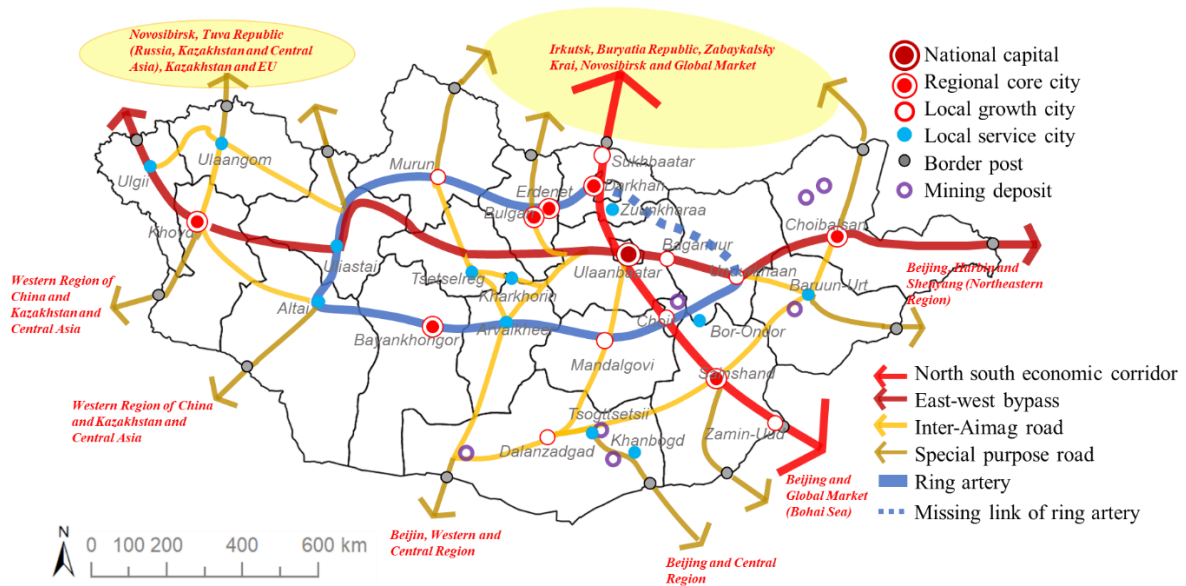 Novosibirsk, Tuva Republic
(Russia, Kazakhstan and Central
Asia), Kazakhstan and EU
Irkutsk, Buryatia Republic, Zabaykalsky
Krai, Novosibirsk and Global Market
National capital
Regional core city
Local growth city
Local service city
Border post
Mining deposit
Ulgii
Ulaangom
Murun
Sukhbaatar
Erdenet
Darkhan
Bulgan
Zuunkharaa
Choibalsan
Khovd
Uliastai
Tsetselreg
Kharkhorin
Ulaanbaatar
Baganuur
Baruun-Urt
Beijing, Harbin and
Shenyang (Northeastern
Region)
Western Region of
China and
Kazakhstan and
Central Asia
Altai
Bayankhongor
Arvaikheer
Choir
Bor-Ondor
Mandalgovi
Sainshand
Western Region of China
and Kazakhstan and
Central Asia
Tsogttsetsii
Dalanzadgad
Khanbogd
Zamin-Uud
North south economic corridor
East-west bypass
Inter-Aimag road
Special purpose road
Ring artery
Missing link of ring artery
Beijing and
Global Market
(Bohai Sea)
Beijin, Western and
Central Region
Beijing and Central
Region
N
0 100 200 400 600 km